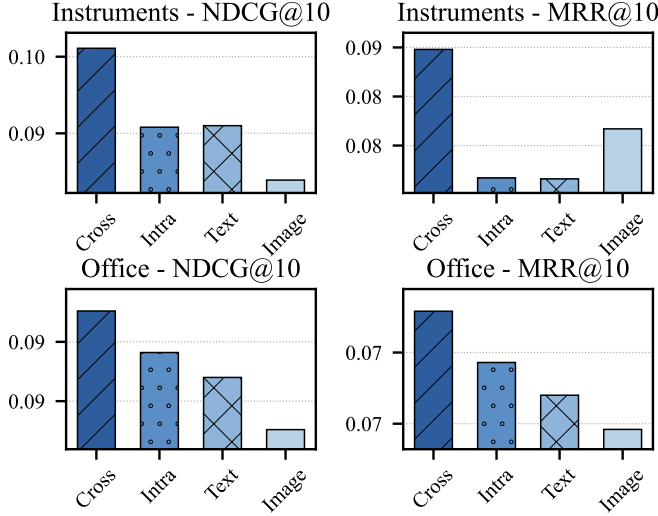 Instruments - NDCG@10
0.10
0.09
Cross
Intra
Text
Image
Instruments - MRR@10
0.09
0.08
0.08
Cross
Intra
Text
Image
Office - NDCG@10
0.09
0.09
Cross
Intra
Text
Image
Office - MRR@10
0.07
0.07
Cross
Intra
Text
Image